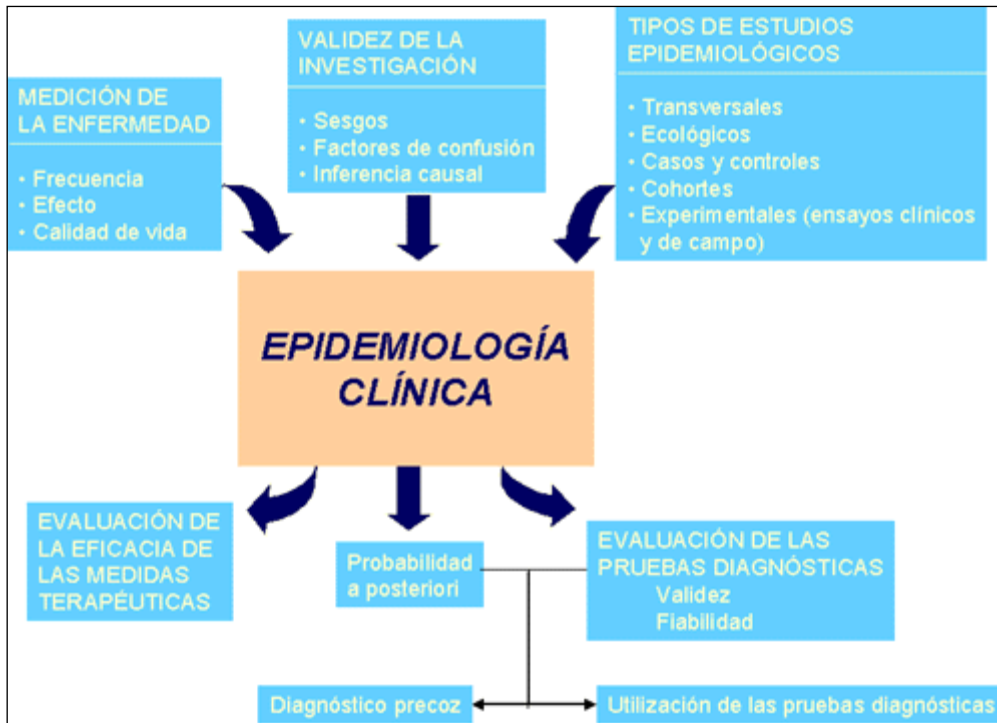 MEDICIÓN DE
LA ENFERMEDAD
• Frecuencia
• Efecto
• Calidad de vida
VALIDEZ DE LA
INVESTIGACIÓN
• Sesgos
• Factores de confusión
• Inferencia causal
TIPOS DE ESTUDIOS
EPIDEMIOLÓGICOS
• Transversales
• Ecológicos
• Casos y controles
• Cohortes
• Experimentales (ensayos clínicos
y de campo)
EPIDEMIOLOGÍA
CLÍNICA
EVALUACIÓN DE
LA EFICACIA DE
LAS MEDIDAS
TERAPÉUTICAS
Probabilidad
a posteriori
EVALUACIÓN DE LAS
PRUEBAS DIAGNÓSTICAS
Validez
Fiabilidad
Diagnóstico precoz
Utilización de las pruebas diagnósticas